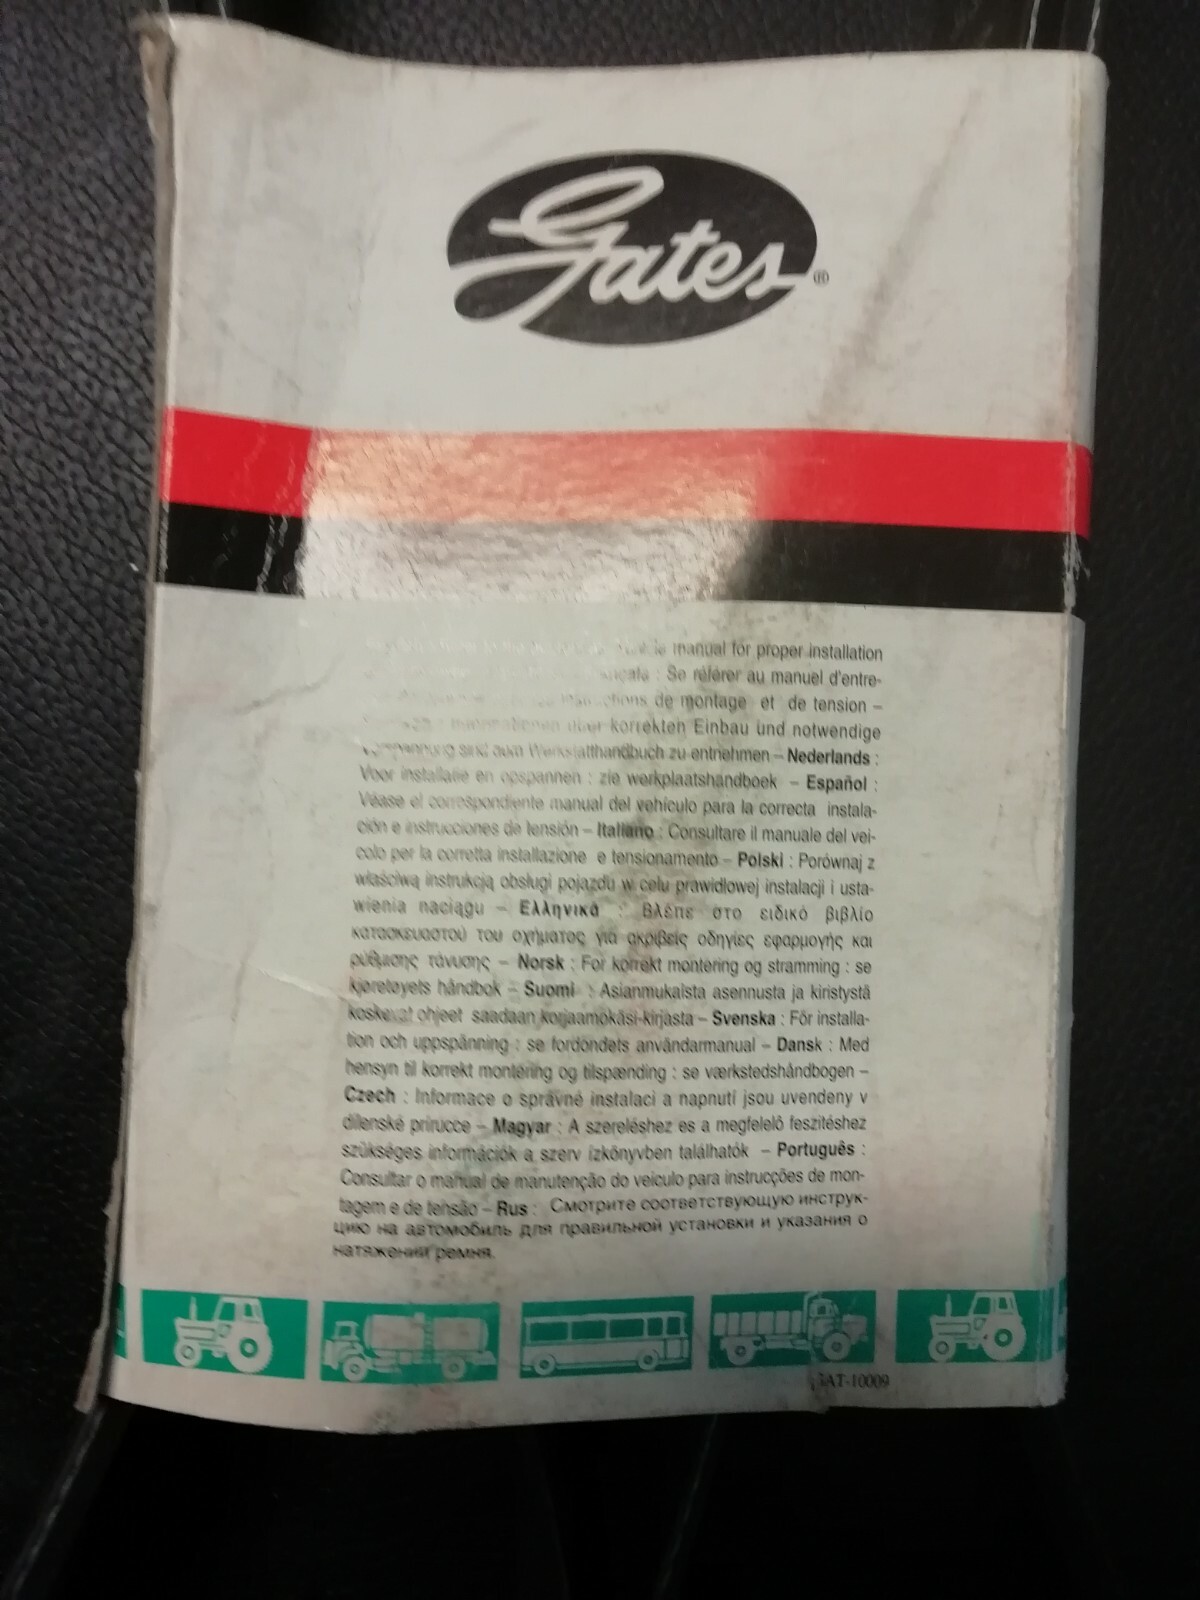 Gates®
manual for proper installation
: Se référer au manuel d'entre-
de montage et de tension –
korrekten Einbau und notwendige
sind dem Werkstatthandbuch zu entnehmen – Nederlands :
Voor installatie en opspannen : zie werkplaatshandboek – Español :
Véase el correspondiente manual del vehículo para la correcta instala-
ción e instrucciones de tensión – Italiano : Consultare il manuale del vei-
colo per la corretta installazione e tensionamento – Polski : Porównaj z
właściwą instrukcją obsługi pojazdu w celu prawidłowej instalacji i usta-
wienia naciągu – Ελληνικά : Βλέπε στο ειδικό βιβλίο
κατασκευαστού του οχήματος για ακριβείς οδηγίες εφαρμογής και
ρύθμισης τάνυσης – Norsk : For korrekt montering og stramming : se
kjøretøyets håndbok – Suomi : Asianmukaista asennusta ja kiristystä
koskevat ohjeet saadaan korjaamokäsi-kirjasta – Svenska : För installa-
tion och uppspänning : se fordondets användarmanual – Dansk : Med
hensyn til korrekt montering og tilspænding : se værkstedshåndbogen –
Czech : Informace o správné instalaci a napnutí jsou uvendeny v
dílenské prírucce – Magyar : A szereléshez es a megfelelő feszítéshez
szükséges információk a szerv ízkönyvben találhatók – Português :
Consultar o manual de manutenção do veículo para instrucções de mon-
tagem e de tensão – Rus : Смотрите соответствующую инструк-
цию на автомобиль для правильной установки и указания о
натяжении ремня.
AT-10009